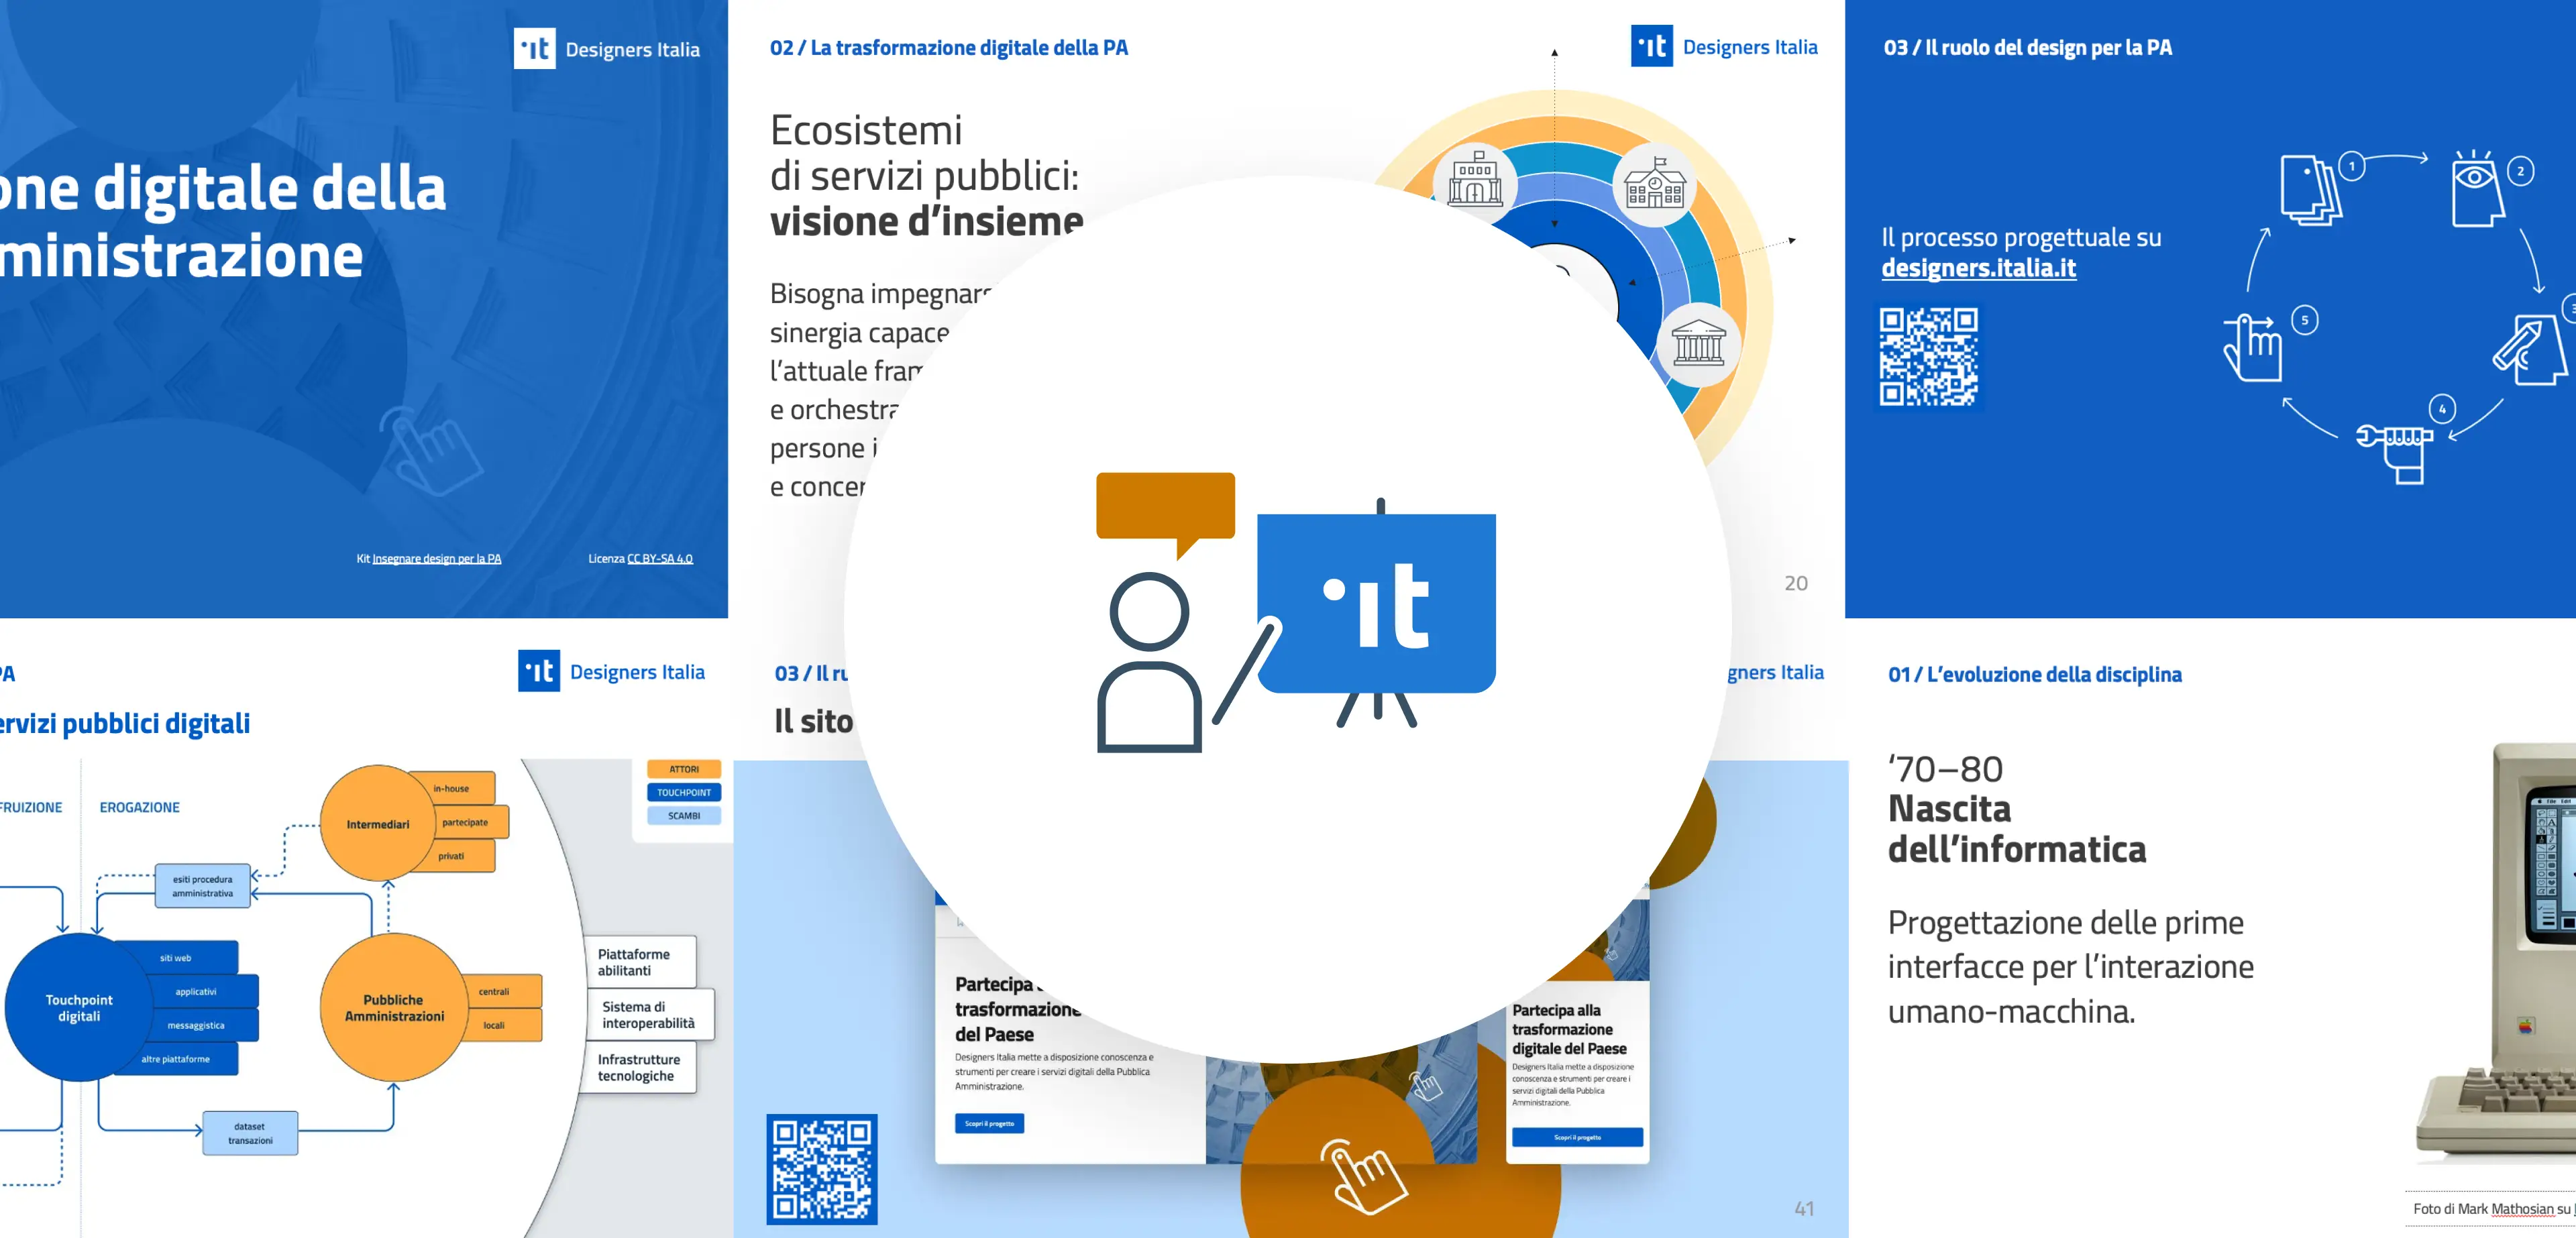 Designers Italia
one digitale della
ministrazione
Kit Insegnare design per la PA
Licenza CC BY-SA 4.0
02 / La trasformazione digitale della PA
Designers Italia
Ecosistemi
di servizi pubblici:
visione d'insieme
Bisogna impegnars
sinergia capace
l'attuale fram
e orchestra
persone i
e concer
20
03 / Il ruolo del design per la PA
Il processo progettuale su
designers.italia.it
1
2
3
4
5
it
PA
Designers Italia
ervizi pubblici digitali
FRUIZIONE
EROGAZIONE
ATTORI
TOUCHPOINT
SCAMBI
Intermediari
in-house
partecipate
privati
esiti procedura
amministrativa
Touchpoint
digitali
siti web
applicativi
messaggistica
altre piattaforme
Pubbliche
Amministrazioni
centrali
locali
dataset
transazioni
Piattaforme
abilitanti
Sistema di
interoperabilità
Infrastrutture
tecnologiche
03 / Il ru
gners Italia
Il sito
Partecipa a
trasformazione
del Paese
Designers Italia mette a disposizione conoscenza e
strumenti per creare i servizi digitali della Pubblica
Amministrazione.
Scopri il progetto
Partecipa alla
trasformazione
digitale del Paese
Designers Italia mette a disposizione
conoscenza e strumenti per creare i
servizi digitali della Pubblica
Amministrazione.
Scopri il progetto
41
01 / L'evoluzione della disciplina
'70–80
Nascita
dell'informatica
Progettazione delle prime
interfacce per l'interazione
umano-macchina.
Foto di Mark Mathosian su